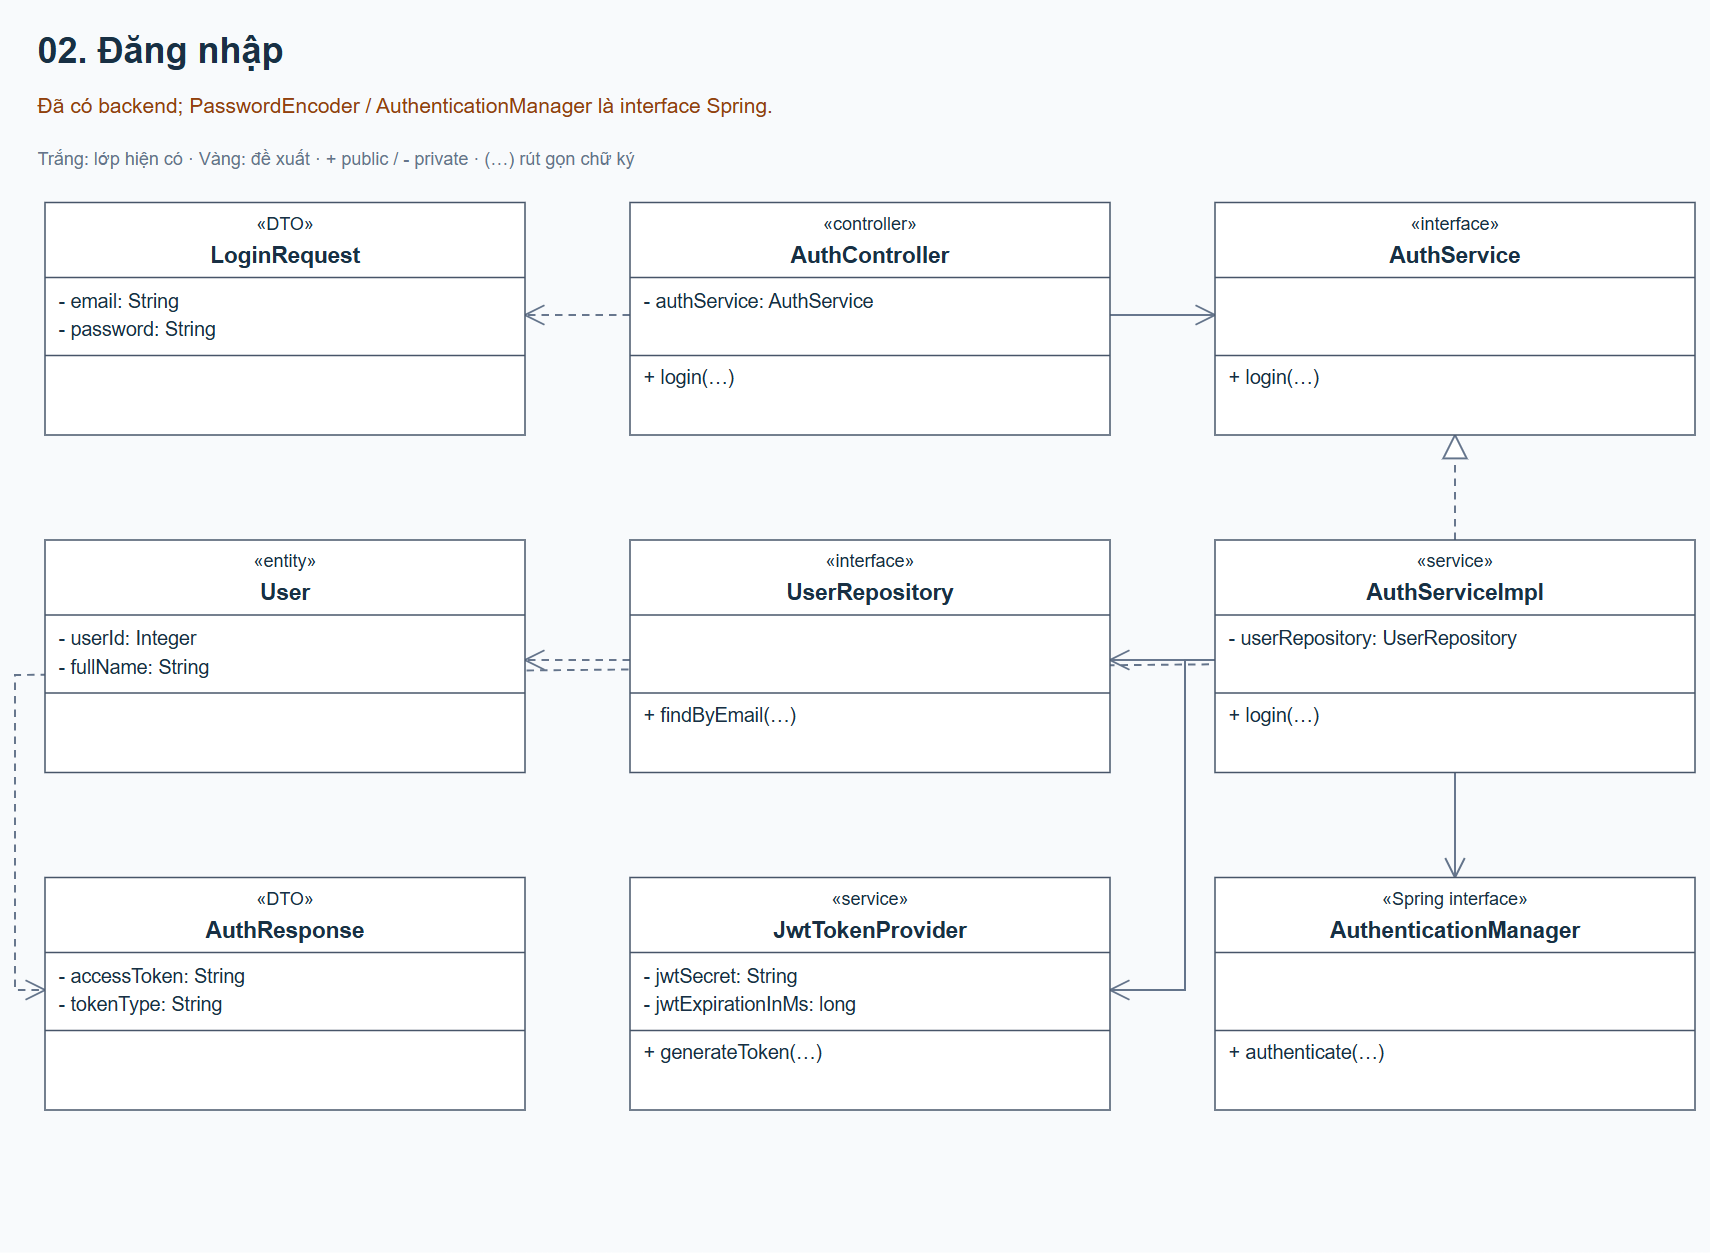 02. Đăng nhập
Đã có backend; PasswordEncoder / AuthenticationManager là interface Spring.
Trắng: lớp hiện có · Vàng: đề xuất · + public / - private · (…) rút gọn chữ ký
«DTO»
LoginRequest
- email: String
- password: String
«controller»
AuthController
- authService: AuthService
+ login(…)
«interface»
AuthService
+ login(…)
«entity»
User
- userId: Integer
- fullName: String
«interface»
UserRepository
+ findByEmail(…)
«service»
AuthServiceImpl
- userRepository: UserRepository
+ login(…)
«DTO»
AuthResponse
- accessToken: String
- tokenType: String
«service»
JwtTokenProvider
- jwtSecret: String
- jwtExpirationInMs: long
+ generateToken(…)
«Spring interface»
AuthenticationManager
+ authenticate(…)